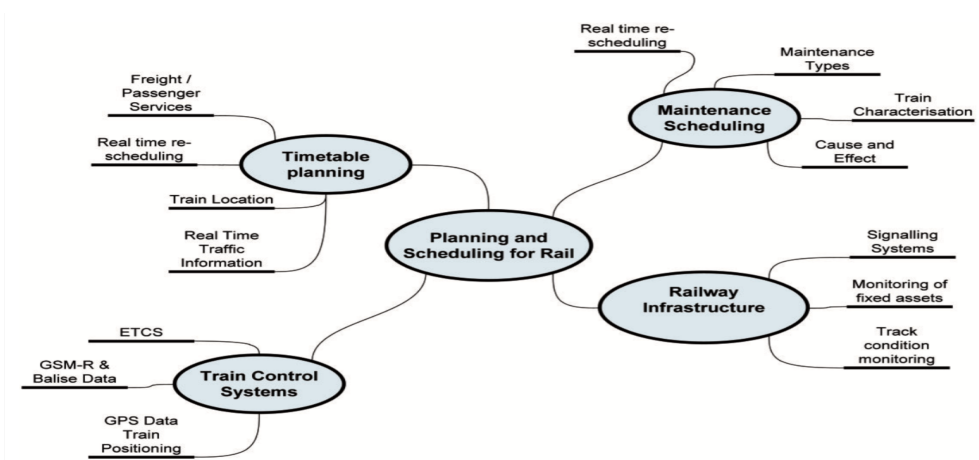 Freight /
Passenger
Services
Real time re-
scheduling
Train Location
Real Time
Traffic
Information
Timetable
planning
Real time re-
scheduling
Maintenance
Types
Train
Characterisation
Cause and
Effect
Maintenance
Scheduling
Planning and
Scheduling for Rail
Signalling
Systems
Monitoring of
fixed assets
Track
condition
monitoring
Railway
Infrastructure
ETCS
GSM-R &
Balise Data
GPS Data
Train
Positioning
Train Control
Systems